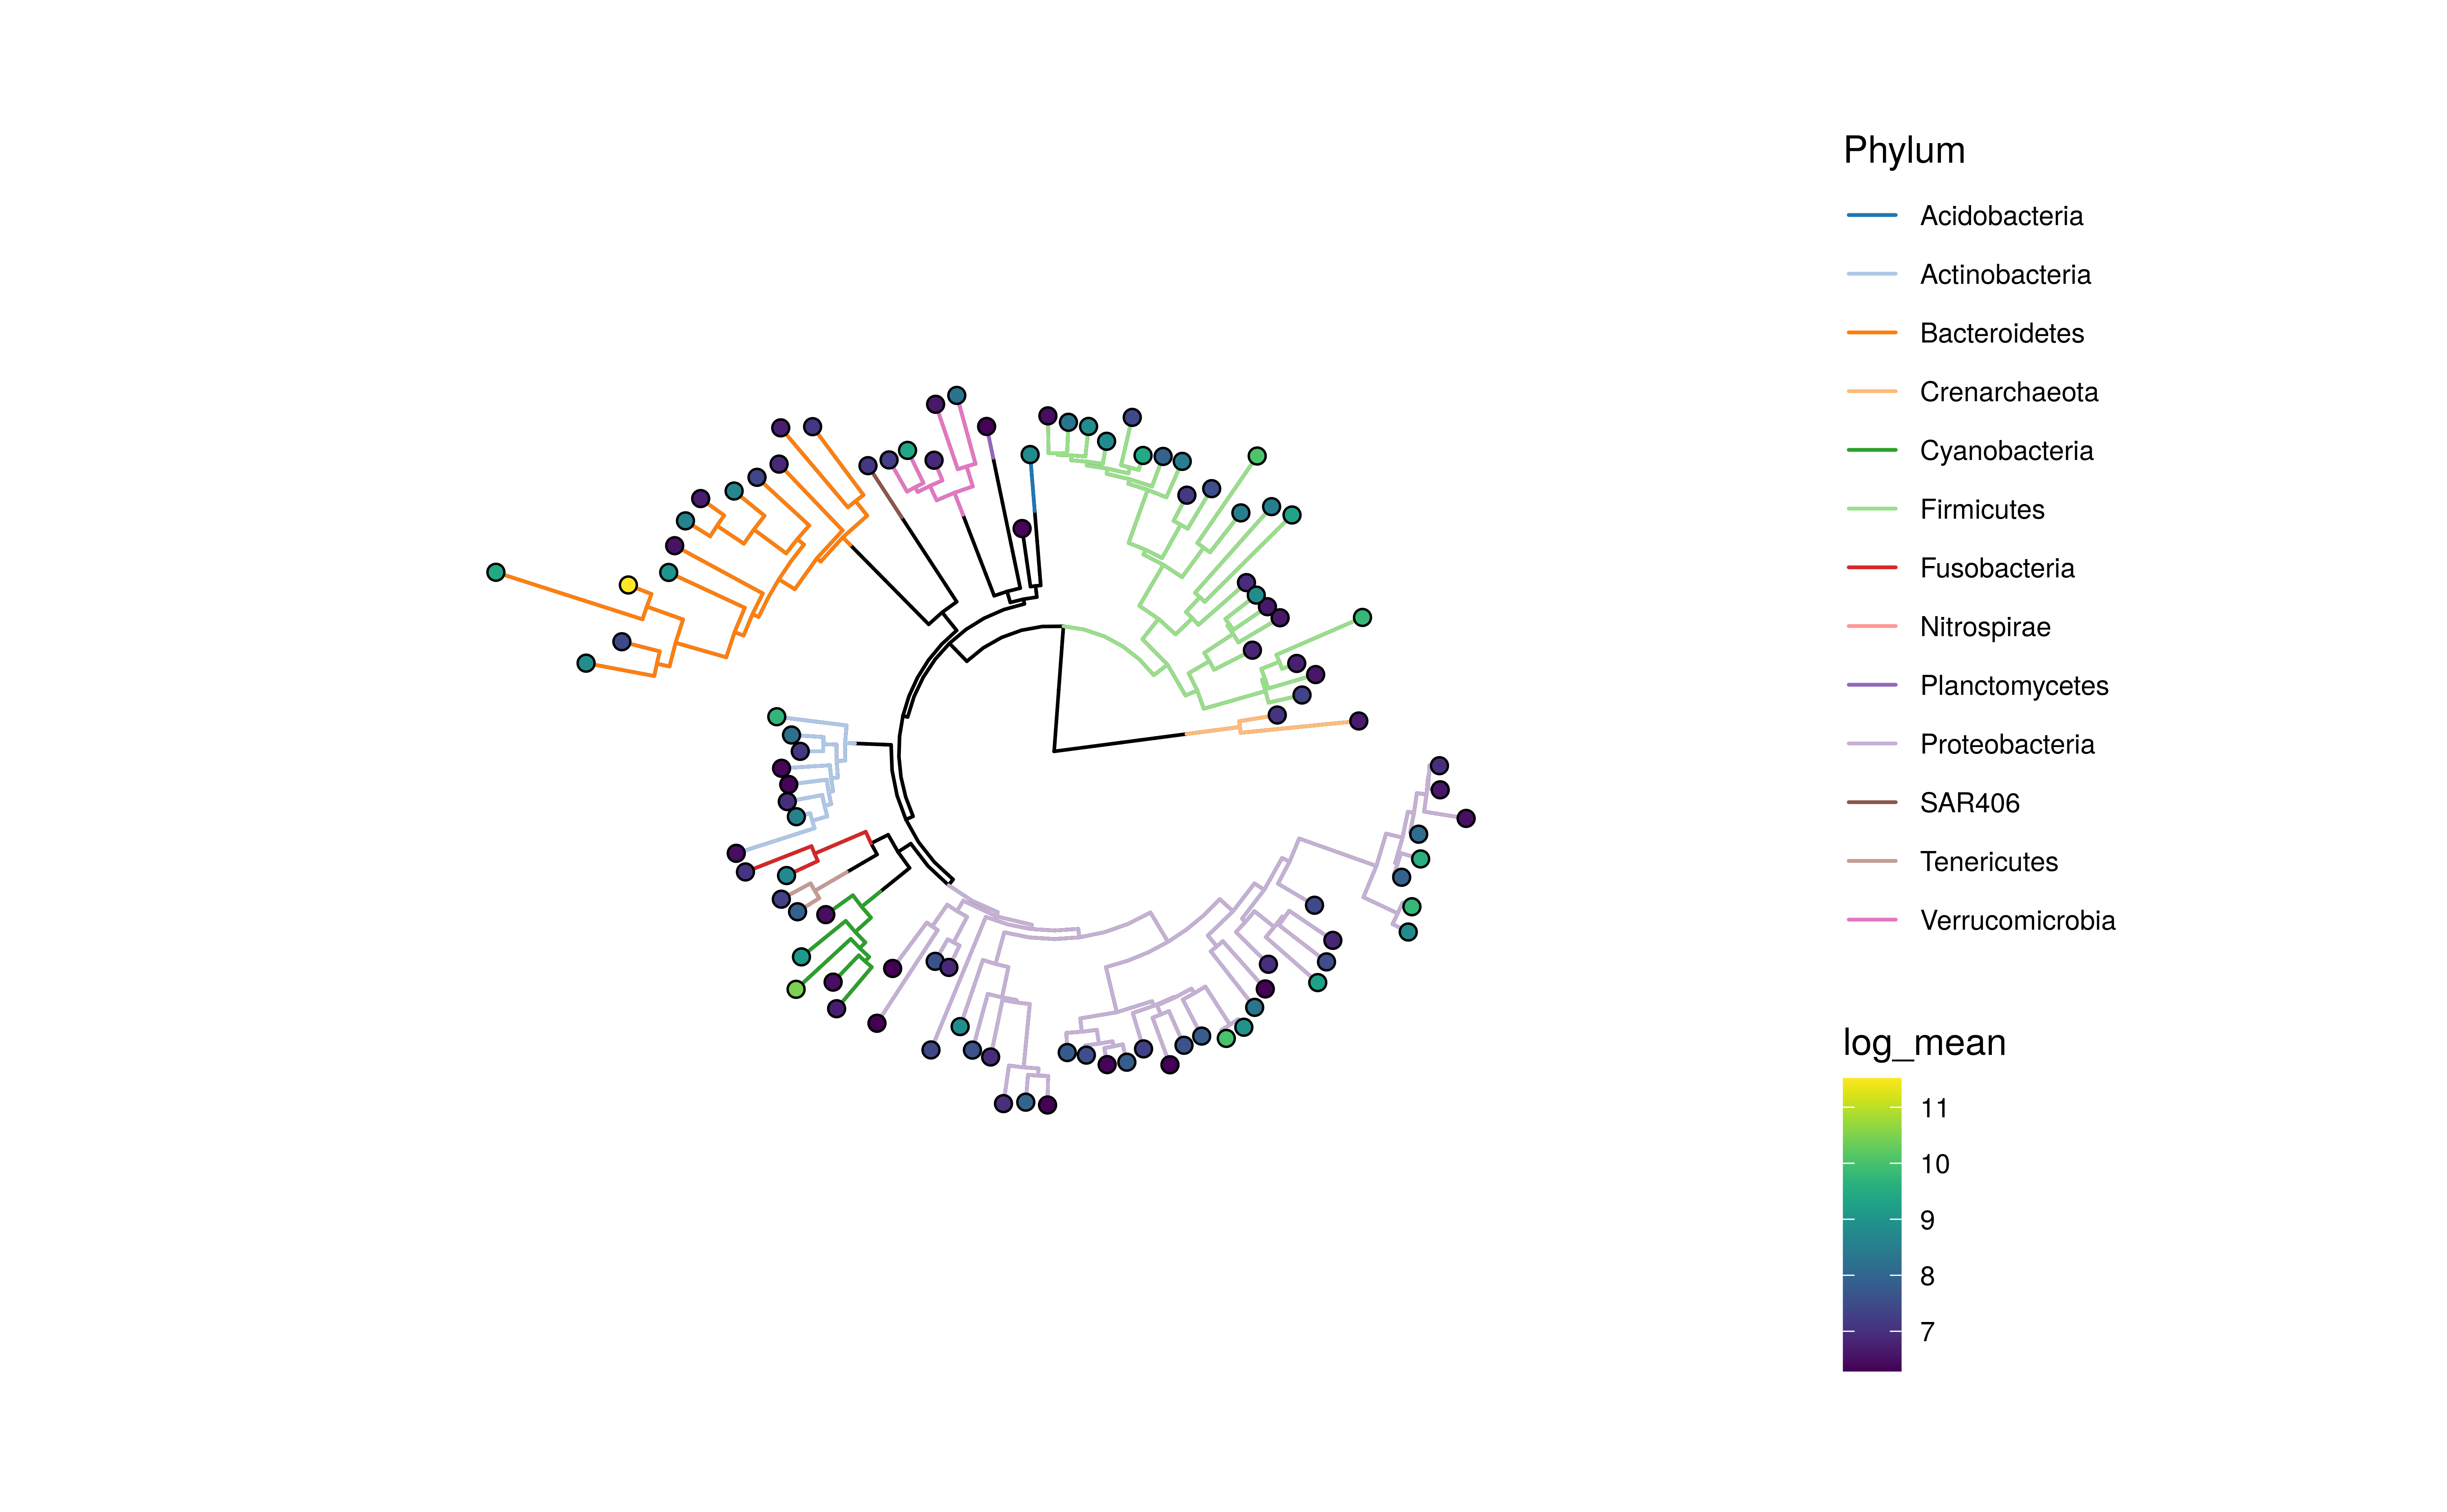 Phylum
Acidobacteria
Actinobacteria
Bacteroidetes
Crenarchaeota
Cyanobacteria
Firmicutes
Fusobacteria
Nitrospirae
Planctomycetes
Proteobacteria
SAR406
Tenericutes
Verrucomicrobia
log_mean
11
10
9
8
7